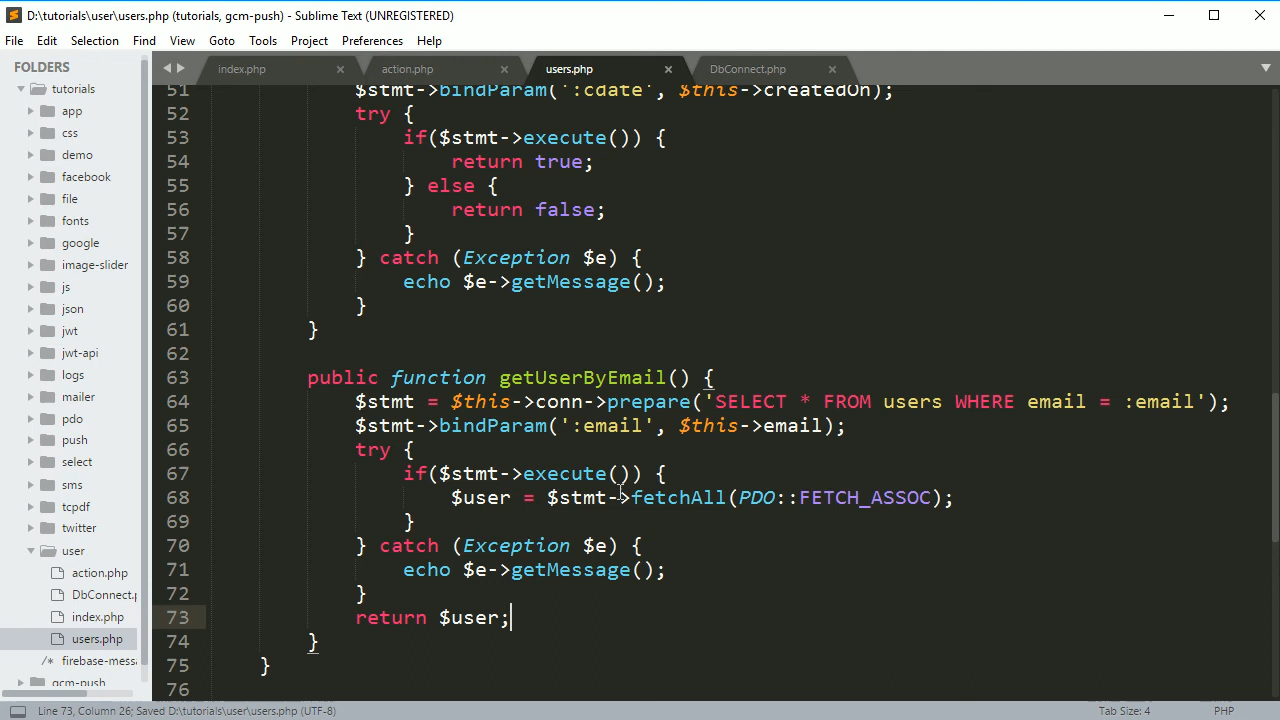 D:\tutorials\user\users.php (tutorials, gcm-push) - Sublime Text (UNREGISTERED)
File Edit Selection Find View Goto Tools Project Preferences Help
FOLDERS
tutorials
app
css
demo
facebook
file
fonts
google
image-slider
js
json
jwt
jwt-api
logs
mailer
pdo
push
select
sms
tcpdf
twitter
user
action.php
DbConnect.p
index.php
users.php
/* firebase-messa
gcm-push
index.php action.php users.php DbConnect.php
51 $stmt->bindParam(':cdate', $this->createdOn);
52 try {
53 if($stmt->execute()) {
54 return true;
55 } else {
56 return false;
57 }
58 } catch (Exception $e) {
59 echo $e->getMessage();
60 }
61 }
62
63 public function getUserByEmail() {
64 $stmt = $this->conn->prepare('SELECT * FROM users WHERE email = :email');
65 $stmt->bindParam(':email', $this->email);
66 try {
67 if($stmt->execute()) {
68 $user = $stmt->fetchAll(PDO::FETCH_ASSOC);
69 }
70 } catch (Exception $e) {
71 echo $e->getMessage();
72 }
73 return $user;
74 }
75 }
76
Line 73, Column 26; Saved D:\tutorials\user\users.php (UTF-8) Tab Size: 4 PHP